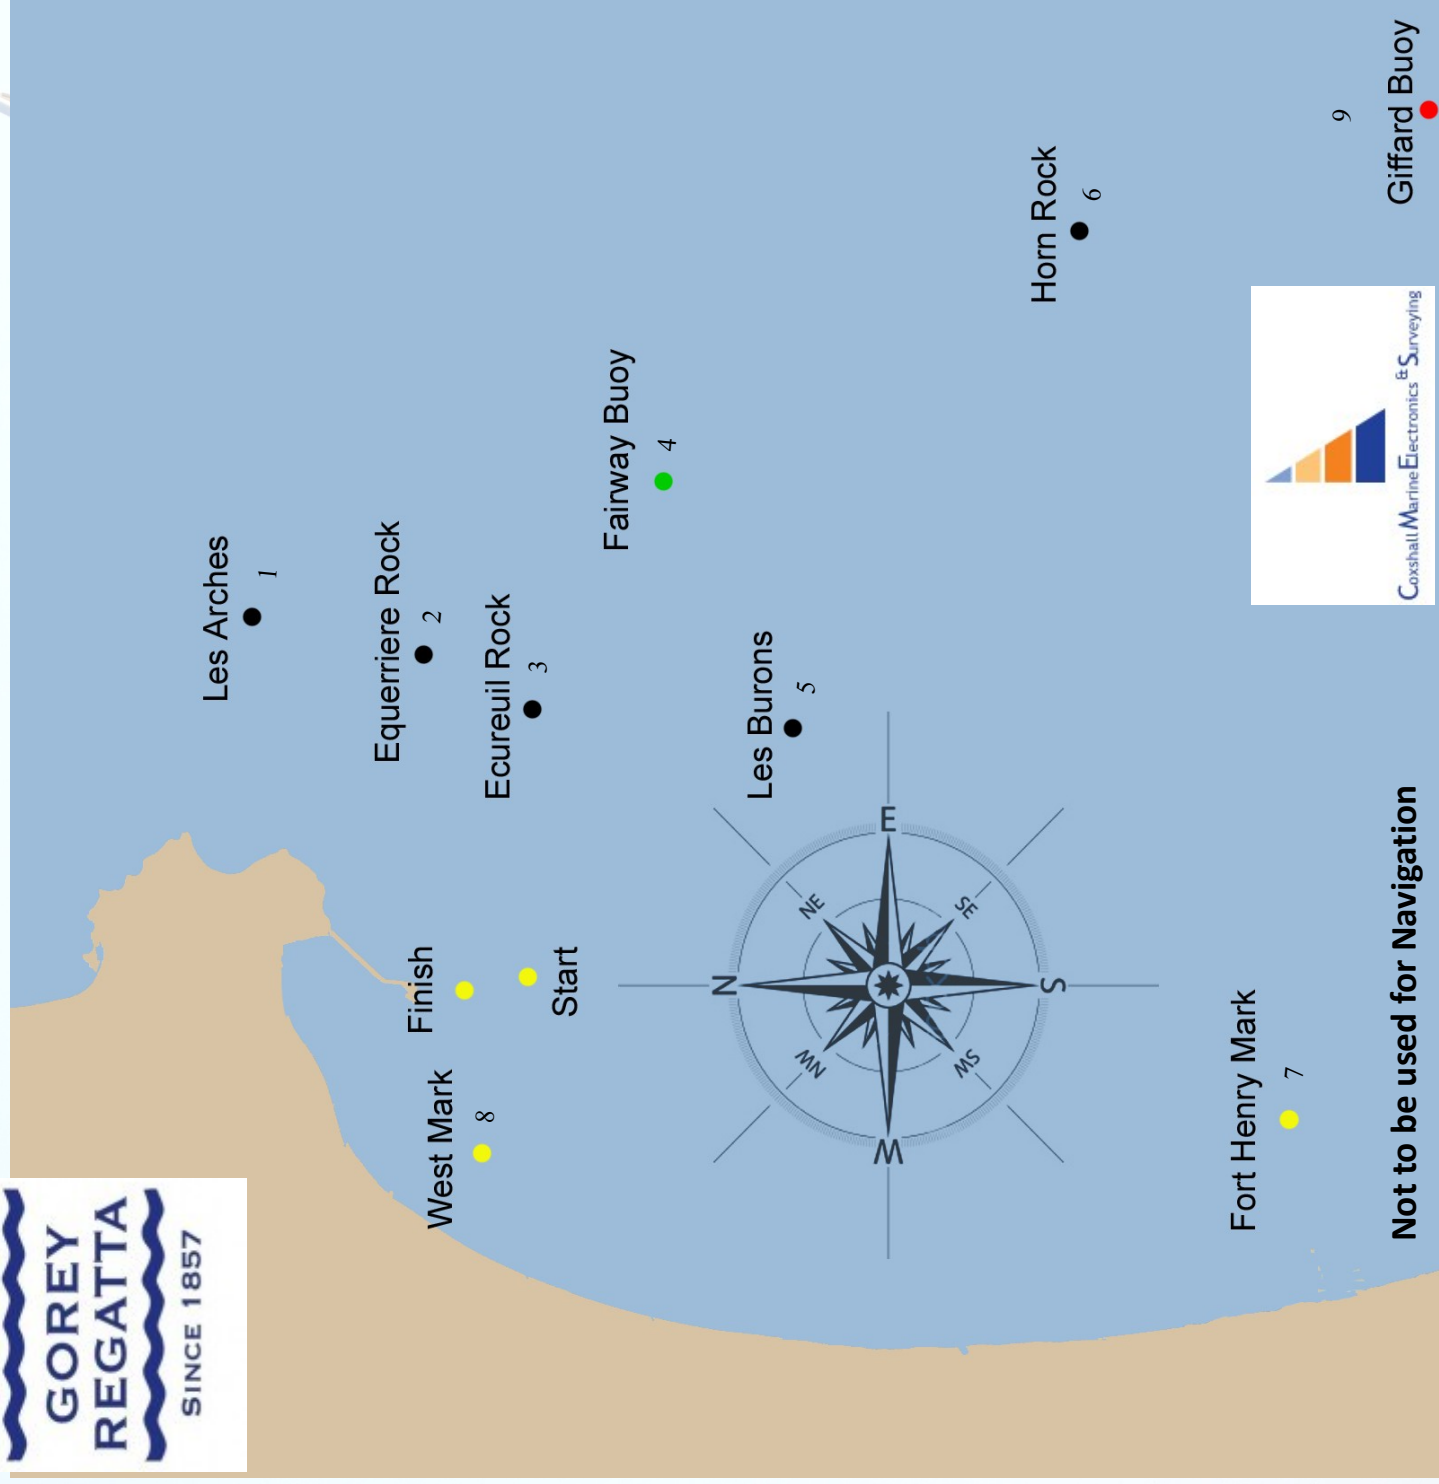 GOREY
REGATTA
SINCE 1857
Les Arches
1
Equerriere Rock
2
Finish
West Mark
8
Ecureuil Rock
3
Start
Fairway Buoy
4
Les Burons
5
N
NE
E
SE
S
SW
W
NW
Horn Rock
6
Fort Henry Mark
7
9
Giffard Buoy
Coxshall Marine Electronics & Surveying
Not to be used for Navigation